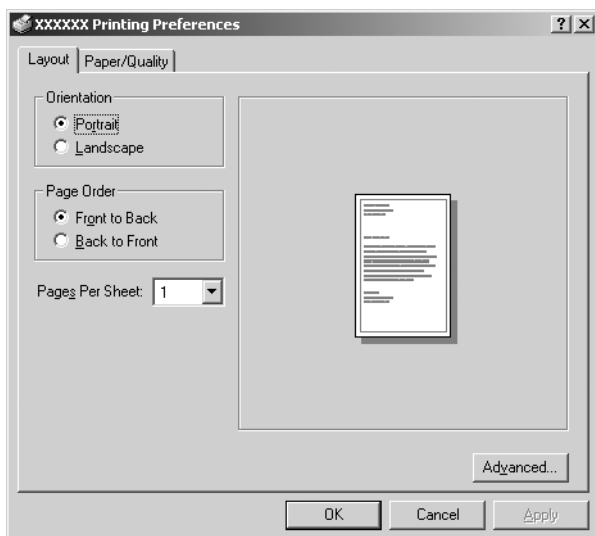 XXXXXX Printing Preferences
Layout
Paper/Quality
Orientation
Portrait
Landscape
Page Order
Front to Back
Back to Front
Pages Per Sheet: 1
Advanced...
OK
Cancel
Apply